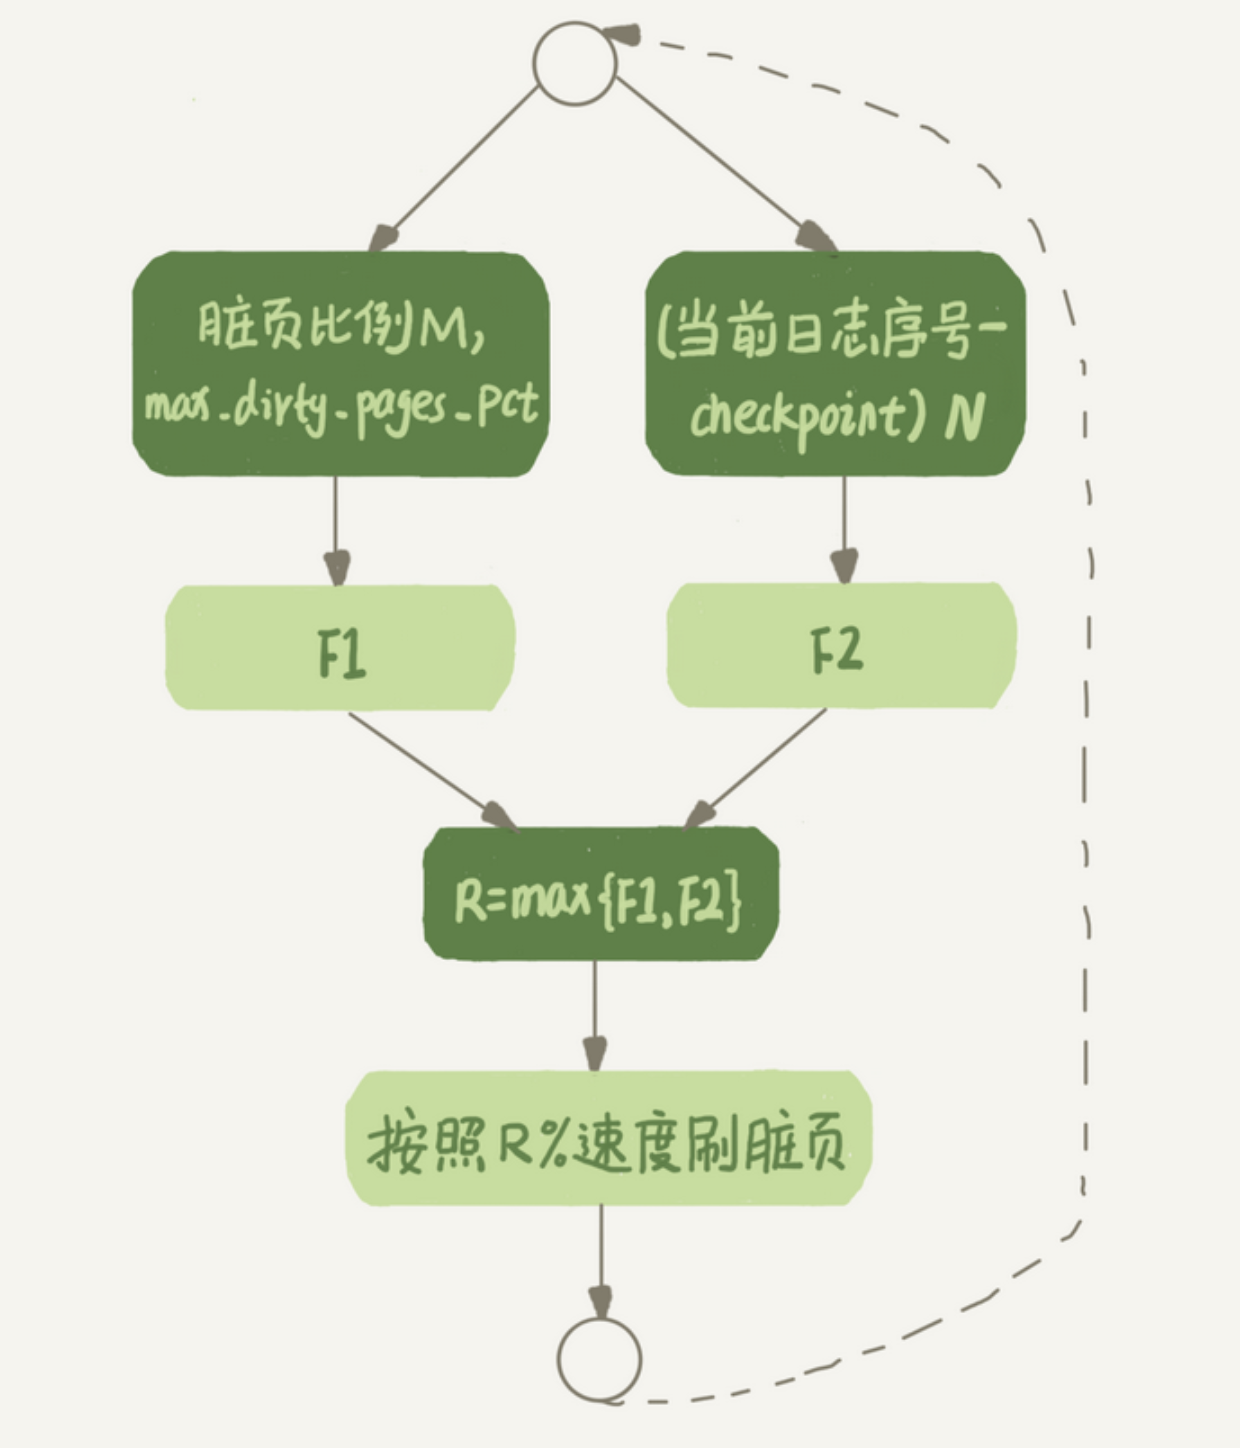 脏页比例M,
max_dirty_pages_pct
(当前日志序号-
checkpoint) N
F1
F2
R=max{F1,F2}
按照R%速度刷脏页